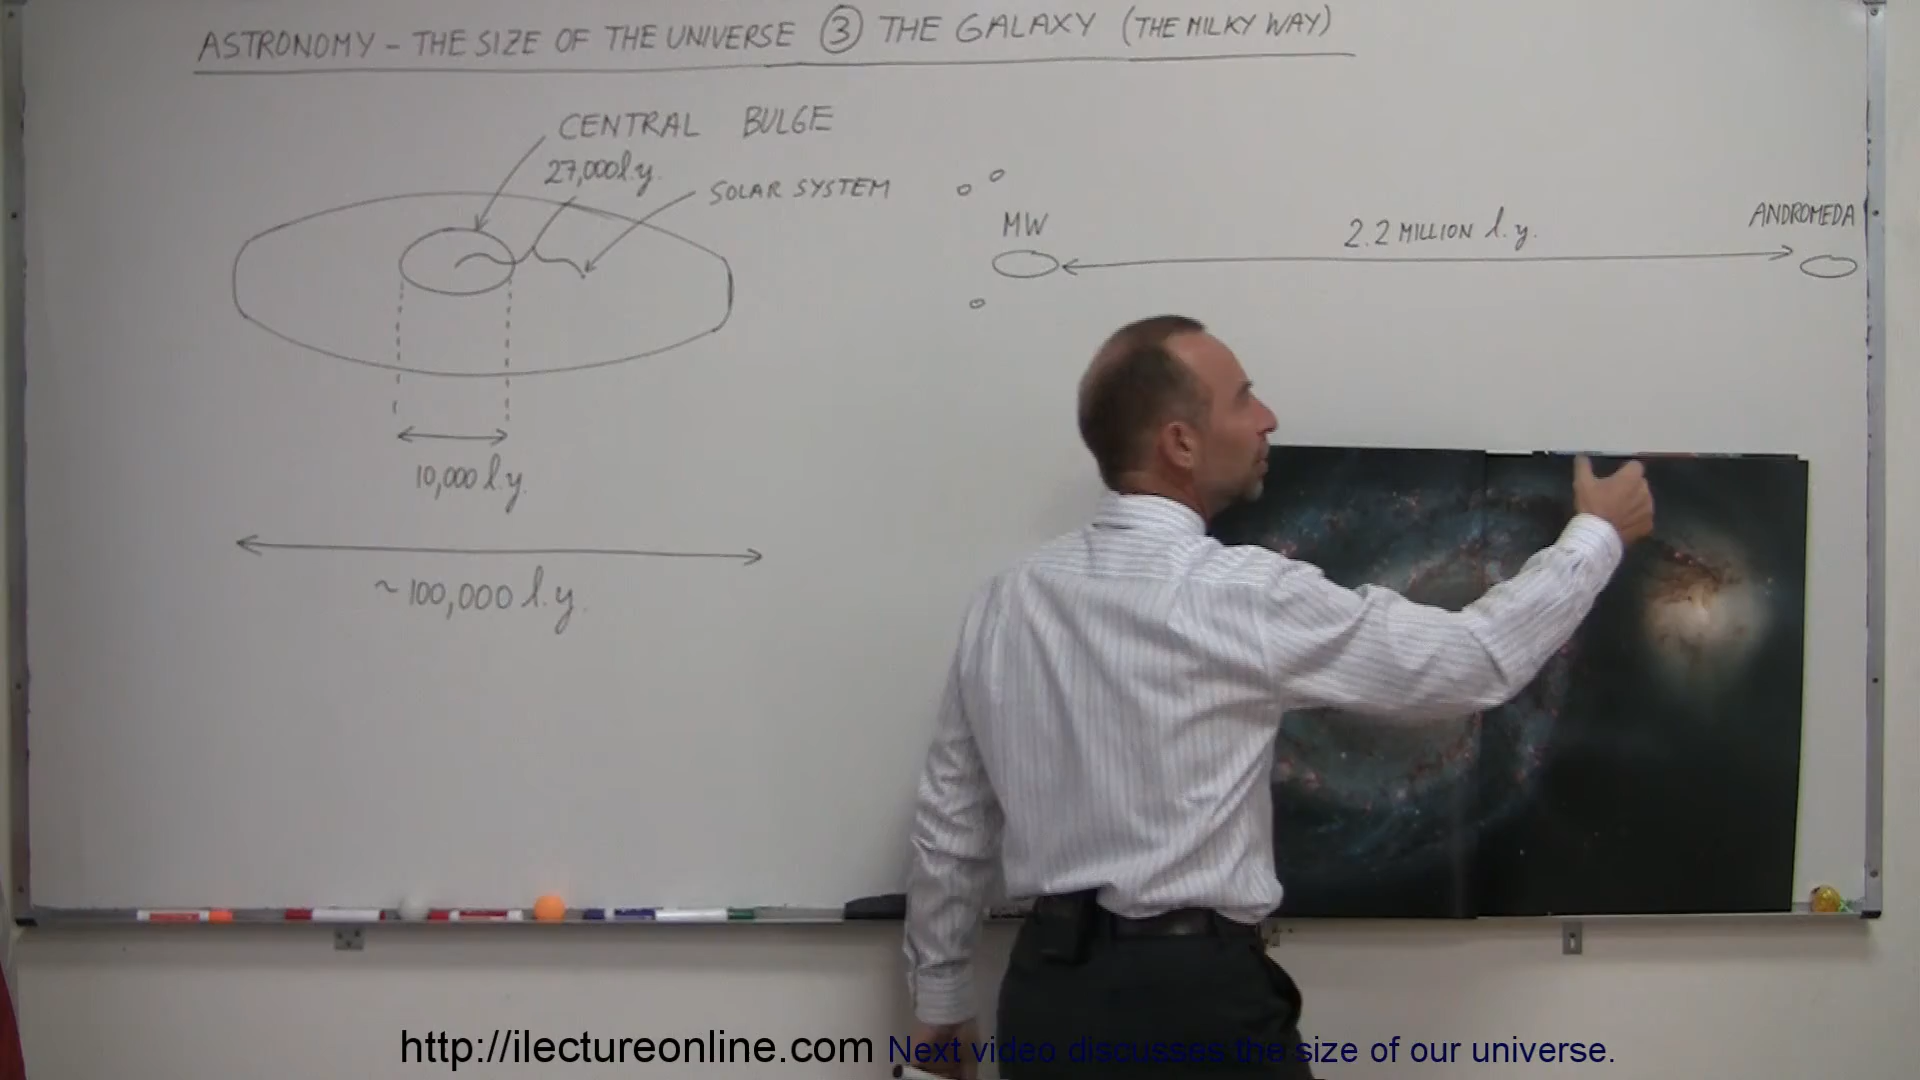 ASTRONOMY - THE SIZE OF THE UNIVERSE ③ THE GALAXY (THE MILKY WAY)
CENTRAL BULGE
27,000 l.y.
SOLAR SYSTEM
10,000 l.y.
~100,000 l.y.
MW
2.2 MILLION l.y.
ANDROMEDA
http://ilectureonline.com Next video discusses the size of our universe.